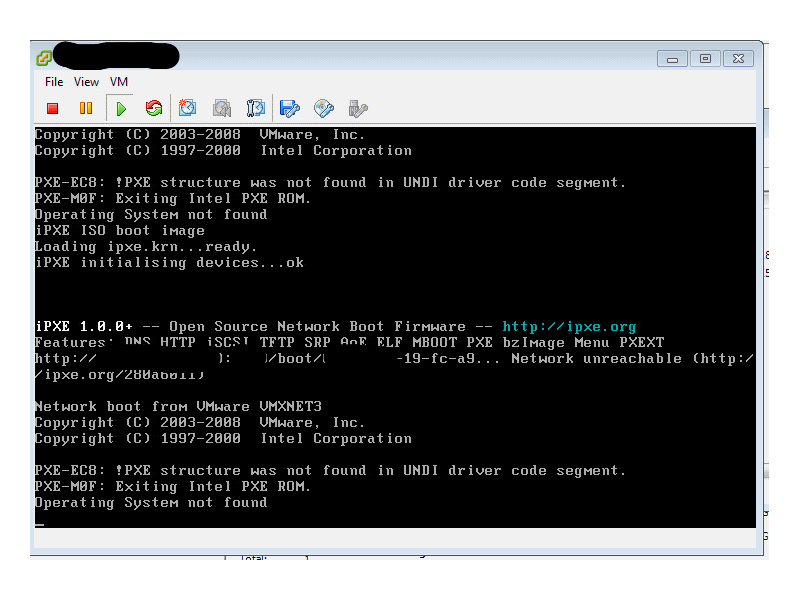 File View VM
Copyright (C) 2003-2008 VMware, Inc.
Copyright (C) 1997-2000 Intel Corporation
PXE-EC8: !PXE structure was not found in UNDI driver code segment.
PXE-M0F: Exiting Intel PXE ROM.
Operating System not found
iPXE ISO boot image
Loading ipxe.krn...ready.
iPXE initialising devices...ok
iPXE 1.0.0+ -- Open Source Network Boot Firmware -- http://ipxe.org
Features: DNS HTTP iSCSI TFTP SRP AoE ELF MBOOT PXE bzImage Menu PXEXT
http:// ): )/boot/ -19-fc-a9... Network unreachable (http:/
/ipxe.org/280a6011)
Network boot from VMware VMXNET3
Copyright (C) 2003-2008 VMware, Inc.
Copyright (C) 1997-2000 Intel Corporation
PXE-EC8: !PXE structure was not found in UNDI driver code segment.
PXE-M0F: Exiting Intel PXE ROM.
Operating System not found